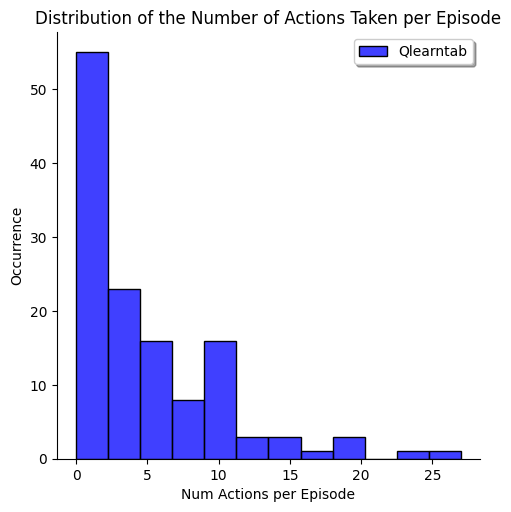 Distribution of the Number of Actions Taken per Episode
Qlearntab
50
40
30
20
10
0
Occurrence
0 5 10 15 20 25
Num Actions per Episode